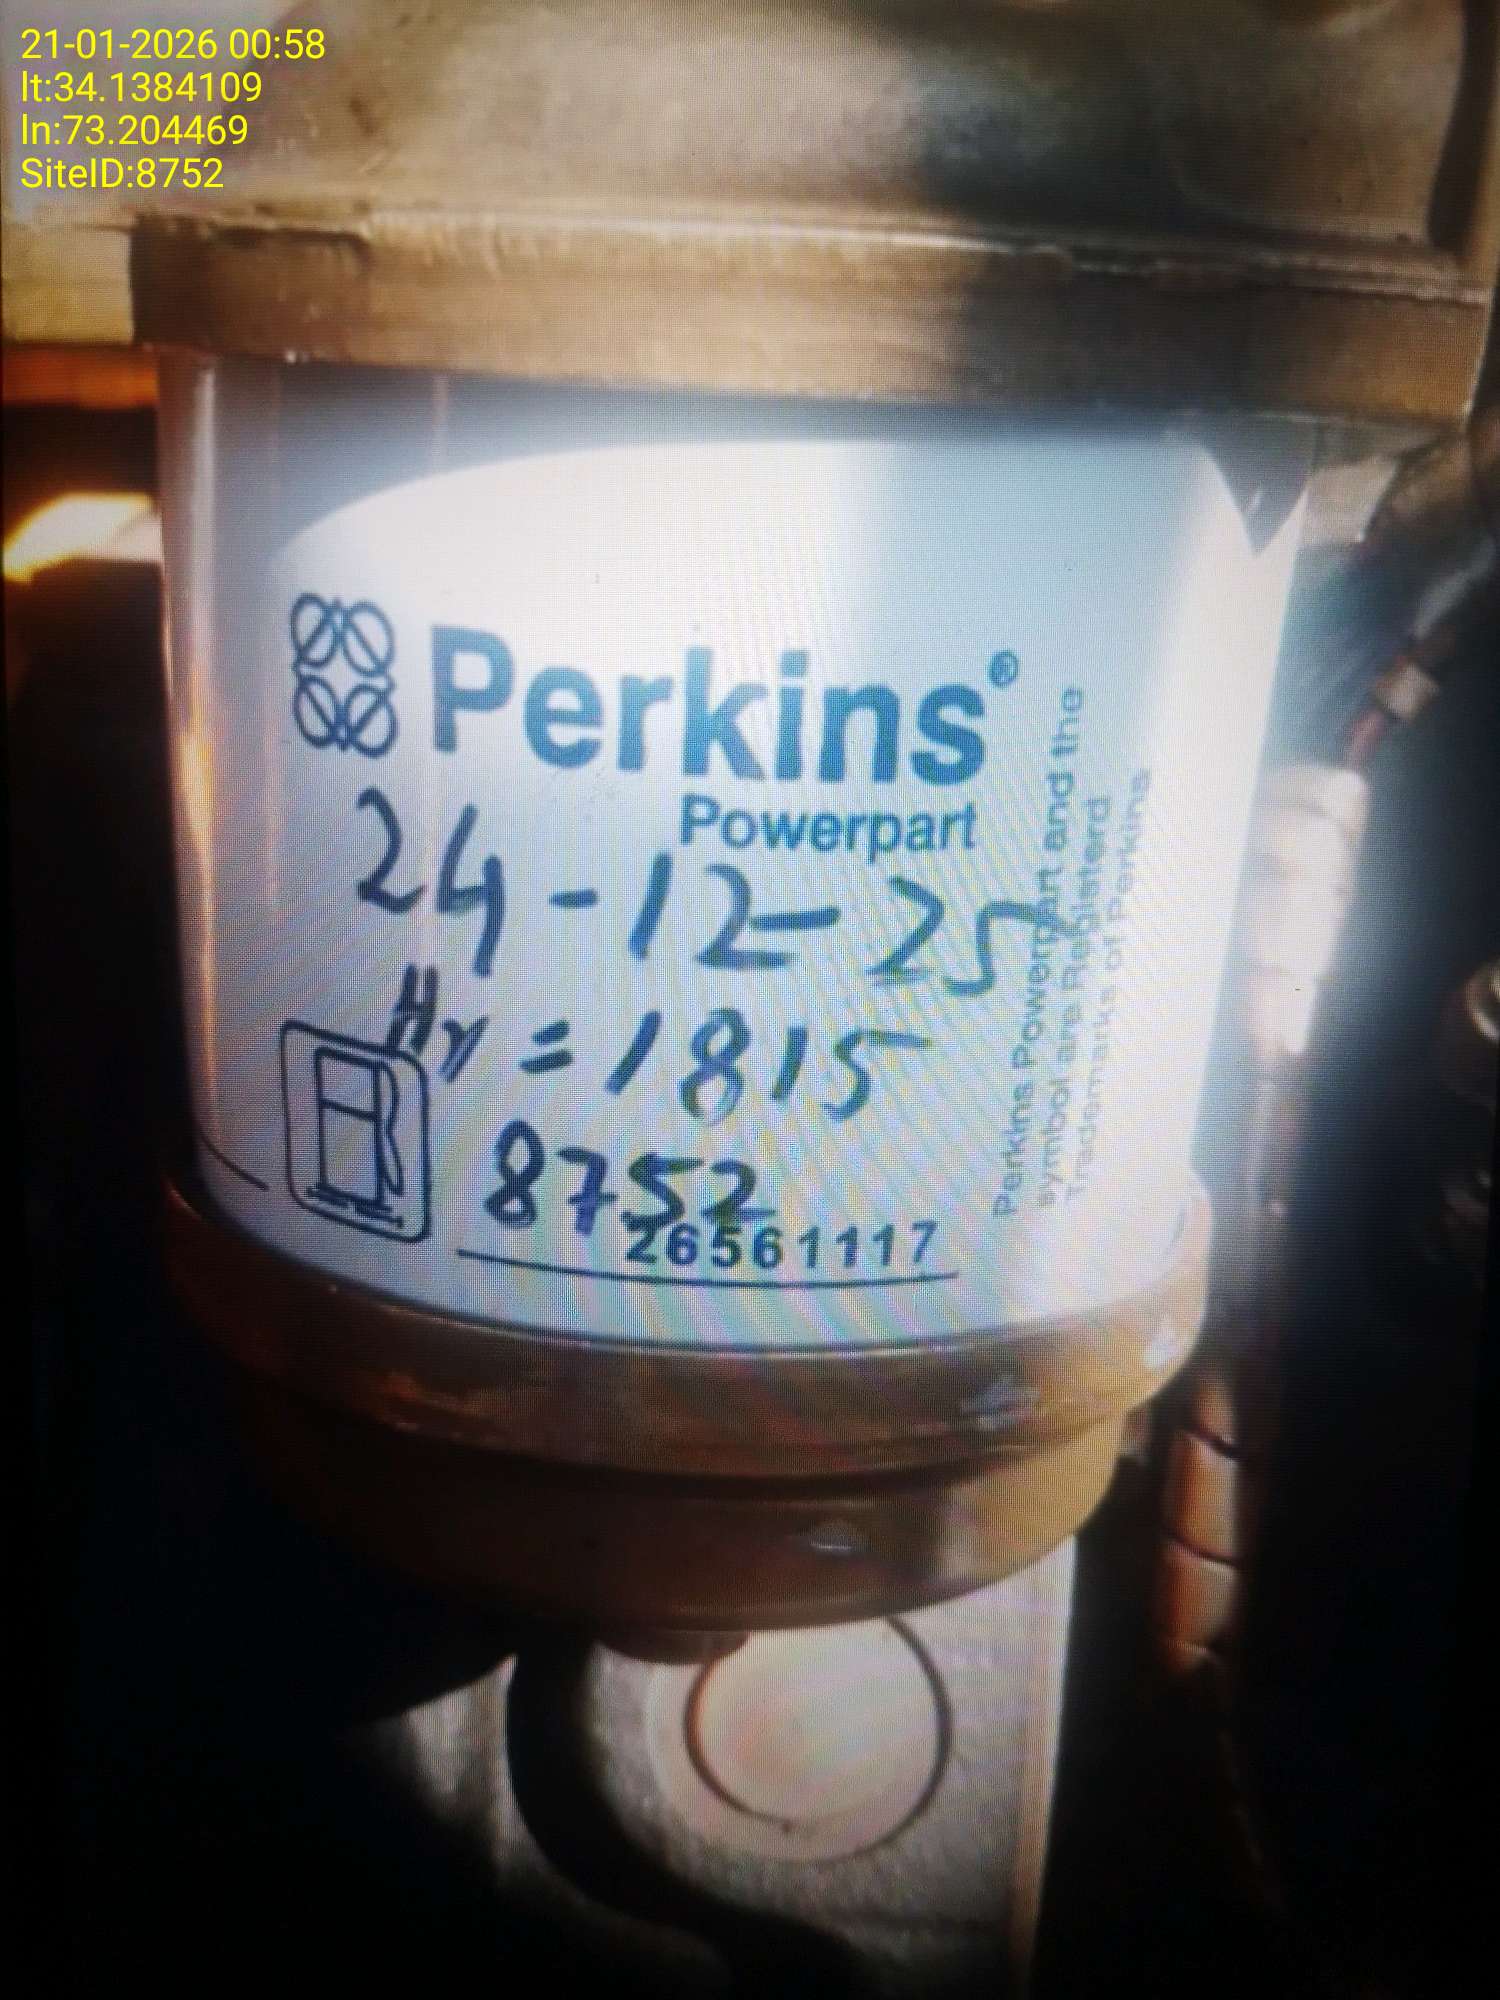 21-01-2026 00:58
lt:34.1384109
ln:73.204469
SiteID:8752
Perkins®
Powerpart
24-12-25
Hr=1815
8752
26561117
Perkins Powerpart and the
symbol are Registerd
Trademarks of Perkins